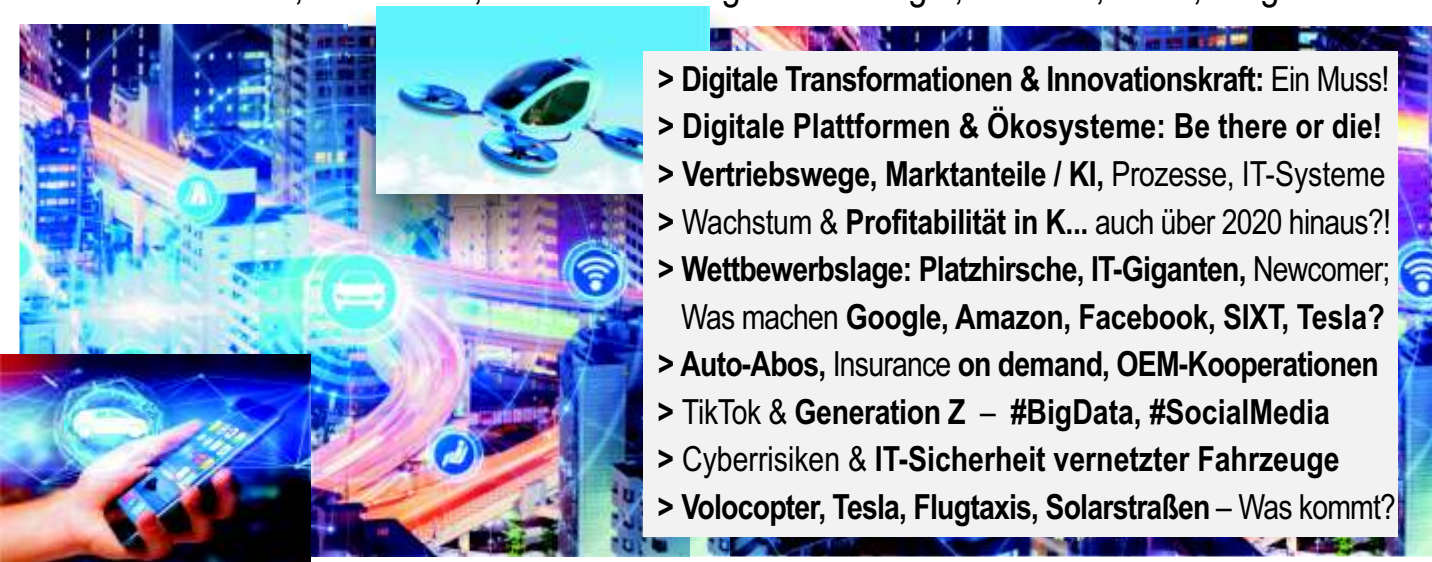 > Digitale Transformationen & Innovationskraft: Ein Muss!
> Digitale Plattformen & Ökosysteme: Be there or die!
> Vertriebswege, Marktanteile / KI, Prozesse, IT-Systeme
> Wachstum & Profitabilität in K... auch über 2020 hinaus?!
> Wettbewerbslage: Platzhirsche, IT-Giganten, Newcomer;
Was machen Google, Amazon, Facebook, SIXT, Tesla?
> Auto-Abos, Insurance on demand, OEM-Kooperationen
> TikTok & Generation Z – #BigData, #SocialMedia
> Cyberrisiken & IT-Sicherheit vernetzter Fahrzeuge
> Volocopter, Tesla, Flugtaxis, Solarstraßen – Was kommt?